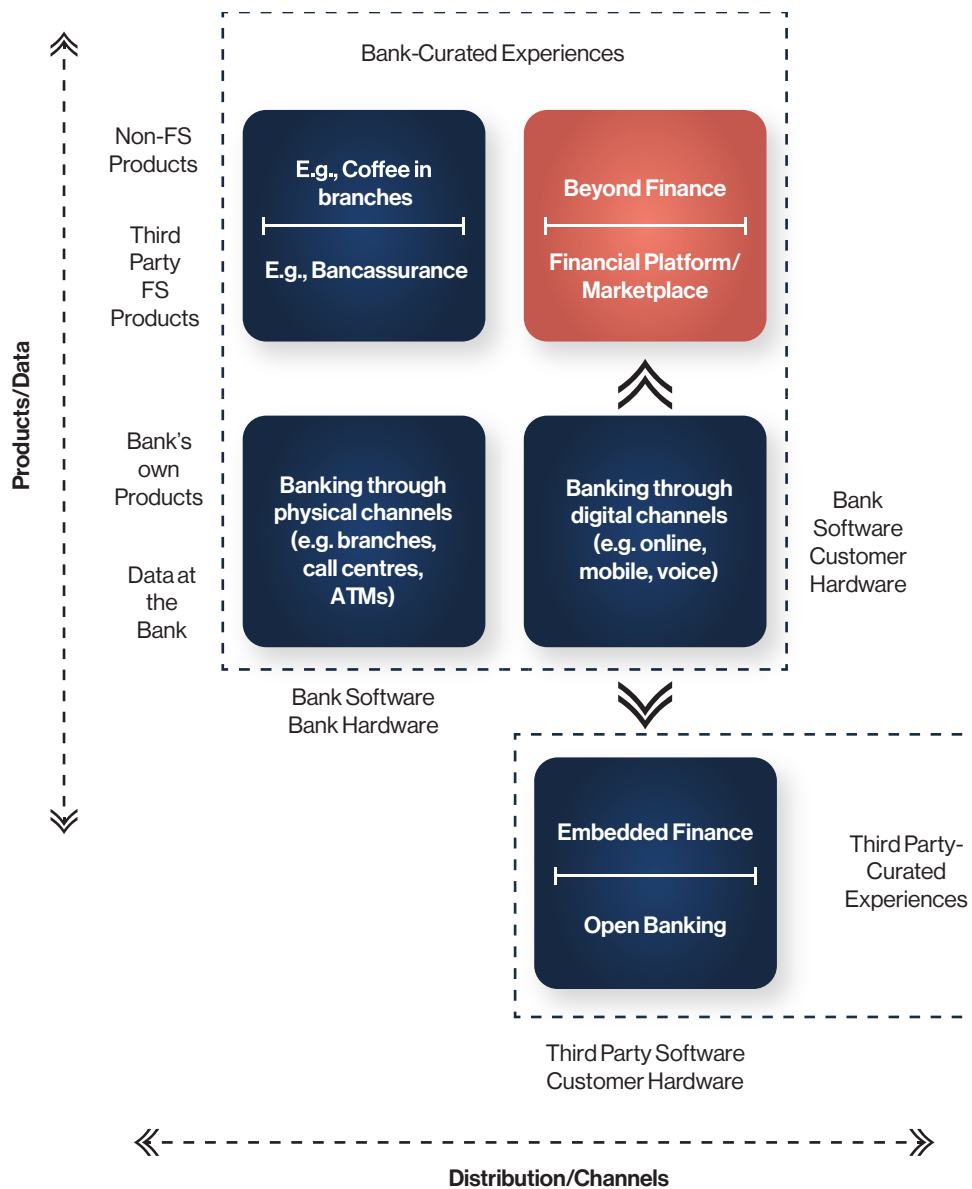 Bank-Curated Experiences
Non-FS
Products
E.g., Coffee in
branches
Beyond Finance
Third
Party
FS
Products
E.g., Bancassurance
Financial Platform/
Marketplace
Products/Data
Bank's
own
Products
Data at
the
Bank
Banking through
physical channels
(e.g. branches,
call centres,
ATMs)
Banking through
digital channels
(e.g. online,
mobile, voice)
Bank
Software
Customer
Hardware
Bank Software
Bank Hardware
Embedded Finance
Open Banking
Third Party-
Curated
Experiences
Third Party Software
Customer Hardware
Distribution/Channels